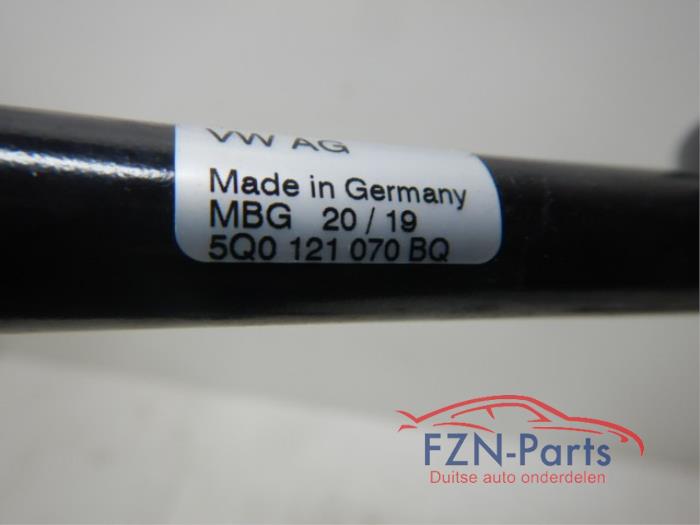 VW AG
Made in Germany
MBG 20 / 19
5Q0 121 070 BQ
FZN-Parts
Duitse auto onderdelen